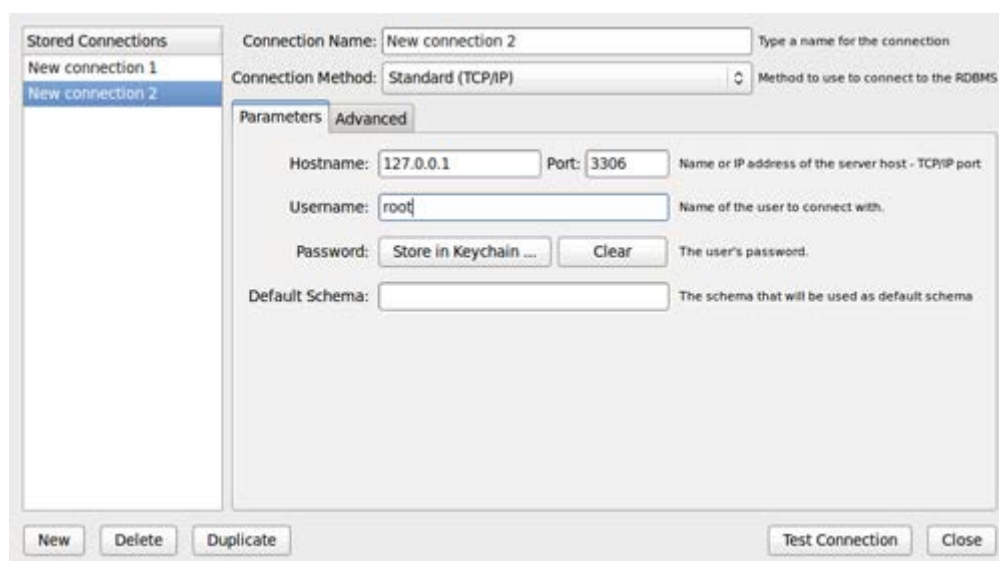 Stored Connections
New connection 1
New connection 2
Connection Name: New connection 2 Type a name for the connection
Connection Method: Standard (TCP/IP) Method to use to connect to the RDBMS
Parameters Advanced
Hostname: 127.0.0.1 Port: 3306 Name or IP address of the server host - TCP/IP port
Username: root Name of the user to connect with.
Password: Store in Keychain ... Clear The user's password.
Default Schema: The schema that will be used as default schema
New Delete Duplicate Test Connection Close